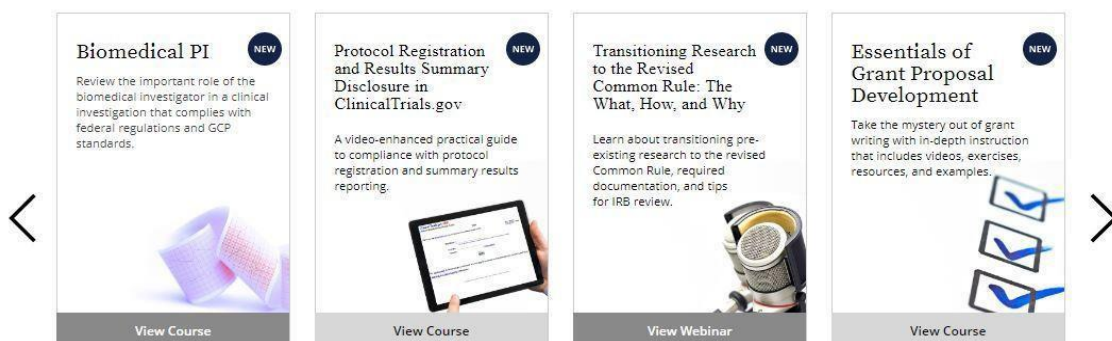 Biomedical PI
NEW
Review the important role of the
biomedical investigator in a clinical
investigation that complies with
federal regulations and GCP
standards.
View Course
Protocol Registration
and Results Summary
Disclosure in
ClinicalTrials.gov
NEW
A video-enhanced practical guide
to compliance with protocol
registration and summary results
reporting.
View Course
Transitioning Research
to the Revised
Common Rule: The
What, How, and Why
NEW
Learn about transitioning pre-
existing research to the revised
Common Rule, required
documentation, and tips
for IRB review.
View Webinar
Essentials of
Grant Proposal
Development
NEW
Take the mystery out of grant
writing with in-depth instruction
that includes videos, exercises,
resources, and examples.
View Course